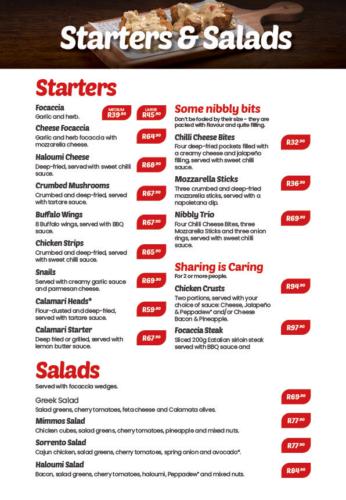 Starters & Salads
Starters
Focaccia
Garlic and herb.
MEDIUM
R39.90
LARGE
R45.90
Cheese Focaccia
Garlic and herb focaccia with
mozzarella cheese.
R64.90
Haloumi Cheese
Deep-fried, served with sweet chilli
sauce.
R68.90
Crumbed Mushrooms
Crumbed and deep-fried, served
with tartare sauce.
R67.90
Buffalo Wings
8 Buffalo wings, served with BBQ
sauce.
R67.90
Chicken Strips
Crumbed and deep-fried, served
with sweet chilli sauce.
R65.90
Snails
Served with creamy garlic sauce
and parmesan cheese.
R69.90
Calamari Heads*
Flour-dusted and deep-fried,
served with tartare sauce.
R59.90
Calamari Starter
Deep fried or grilled, served with
lemon butter sauce.
R67.90
Some nibbly bits
Don't be fooled by their size - they are
packed with flavour and quite filling.
Chilli Cheese Bites
Four deep-fried pockets filled with
a creamy cheese and jalapeño
filling, served with sweet chilli
sauce.
R32.90
Mozzarella Sticks
Three crumbed and deep-fried
mozzarella sticks, served with a
napoletana dip.
R36.90
Nibbly Trio
Four Chilli Cheese Bites, three
Mozzarella Sticks and three onion
rings, served with sweet chilli
sauce.
R69.90
Sharing is Caring
For 2 or more people.
Chicken Crusts
Two portions, served with your
choice of sauce: Cheese, Jalapeño
& Peppadew* and/or Cheese
Bacon & Pineapple.
R94.90
Focaccia Steak
Sliced 200g Eatalian sirloin steak
served with BBQ sauce and
R97.90
Salads
Served with focaccia wedges.
Greek Salad
Salad greens, cherry tomatoes, feta cheese and Calamata olives.
R69.90
Mimmos Salad
Chicken cubes, salad greens, cherry tomatoes, pineapple and mixed nuts.
R77.90
Sorrento Salad
Cajun chicken, salad greens, cherry tomatoes, spring onion and avocado*.
R77.90
Haloumi Salad
Bacon, salad greens, cherry tomatoes, haloumi, Peppadew* and mixed nuts.
R84.90